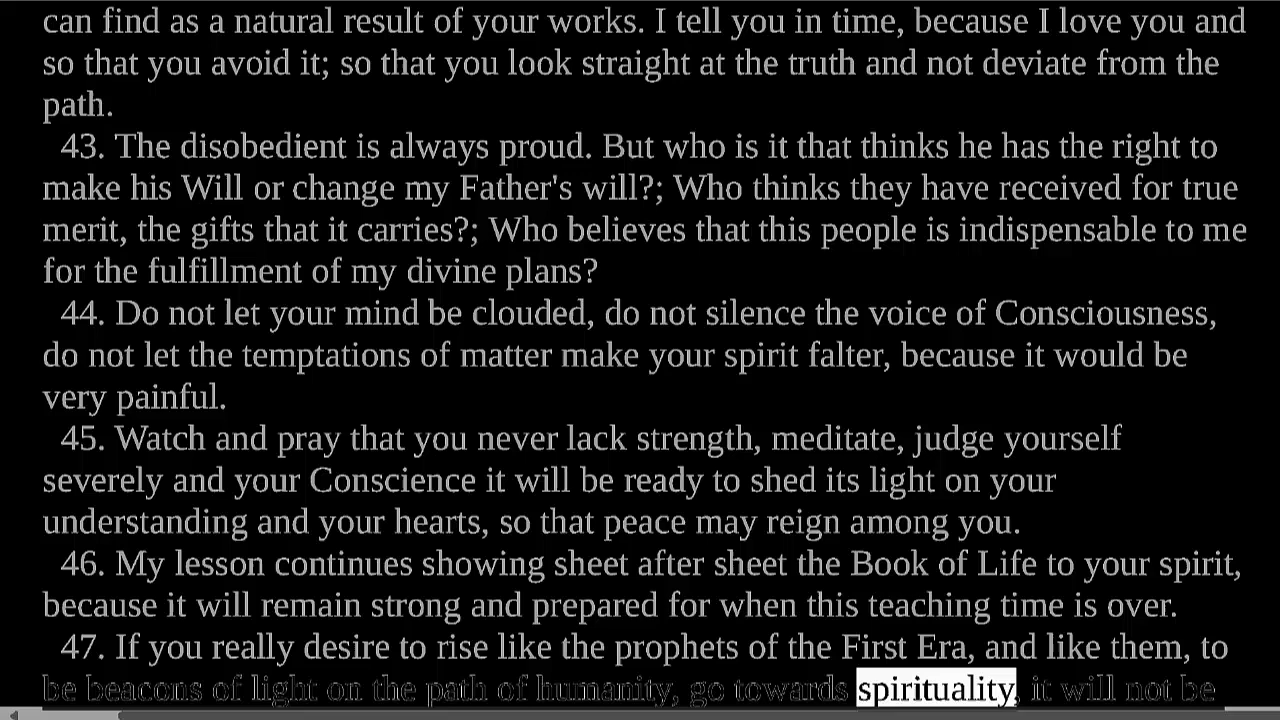 can find as a natural result of your works. I tell you in time, because I love you and
so that you avoid it; so that you look straight at the truth and not deviate from the
path.
43. The disobedient is always proud. But who is it that thinks he has the right to
make his Will or change my Father's will?; Who thinks they have received for true
merit, the gifts that it carries?; Who believes that this people is indispensable to me
for the fulfillment of my divine plans?
44. Do not let your mind be clouded, do not silence the voice of Consciousness,
do not let the temptations of matter make your spirit falter, because it would be
very painful.
45. Watch and pray that you never lack strength, meditate, judge yourself
severely and your Conscience it will be ready to shed its light on your
understanding and your hearts, so that peace may reign among you.
46. My lesson continues showing sheet after sheet the Book of Life to your spirit,
because it will remain strong and prepared for when this teaching time is over.
47. If you really desire to rise like the prophets of the First Era, and like them, to
be beacons of light on the path of humanity, go towards spirituality, it will not be